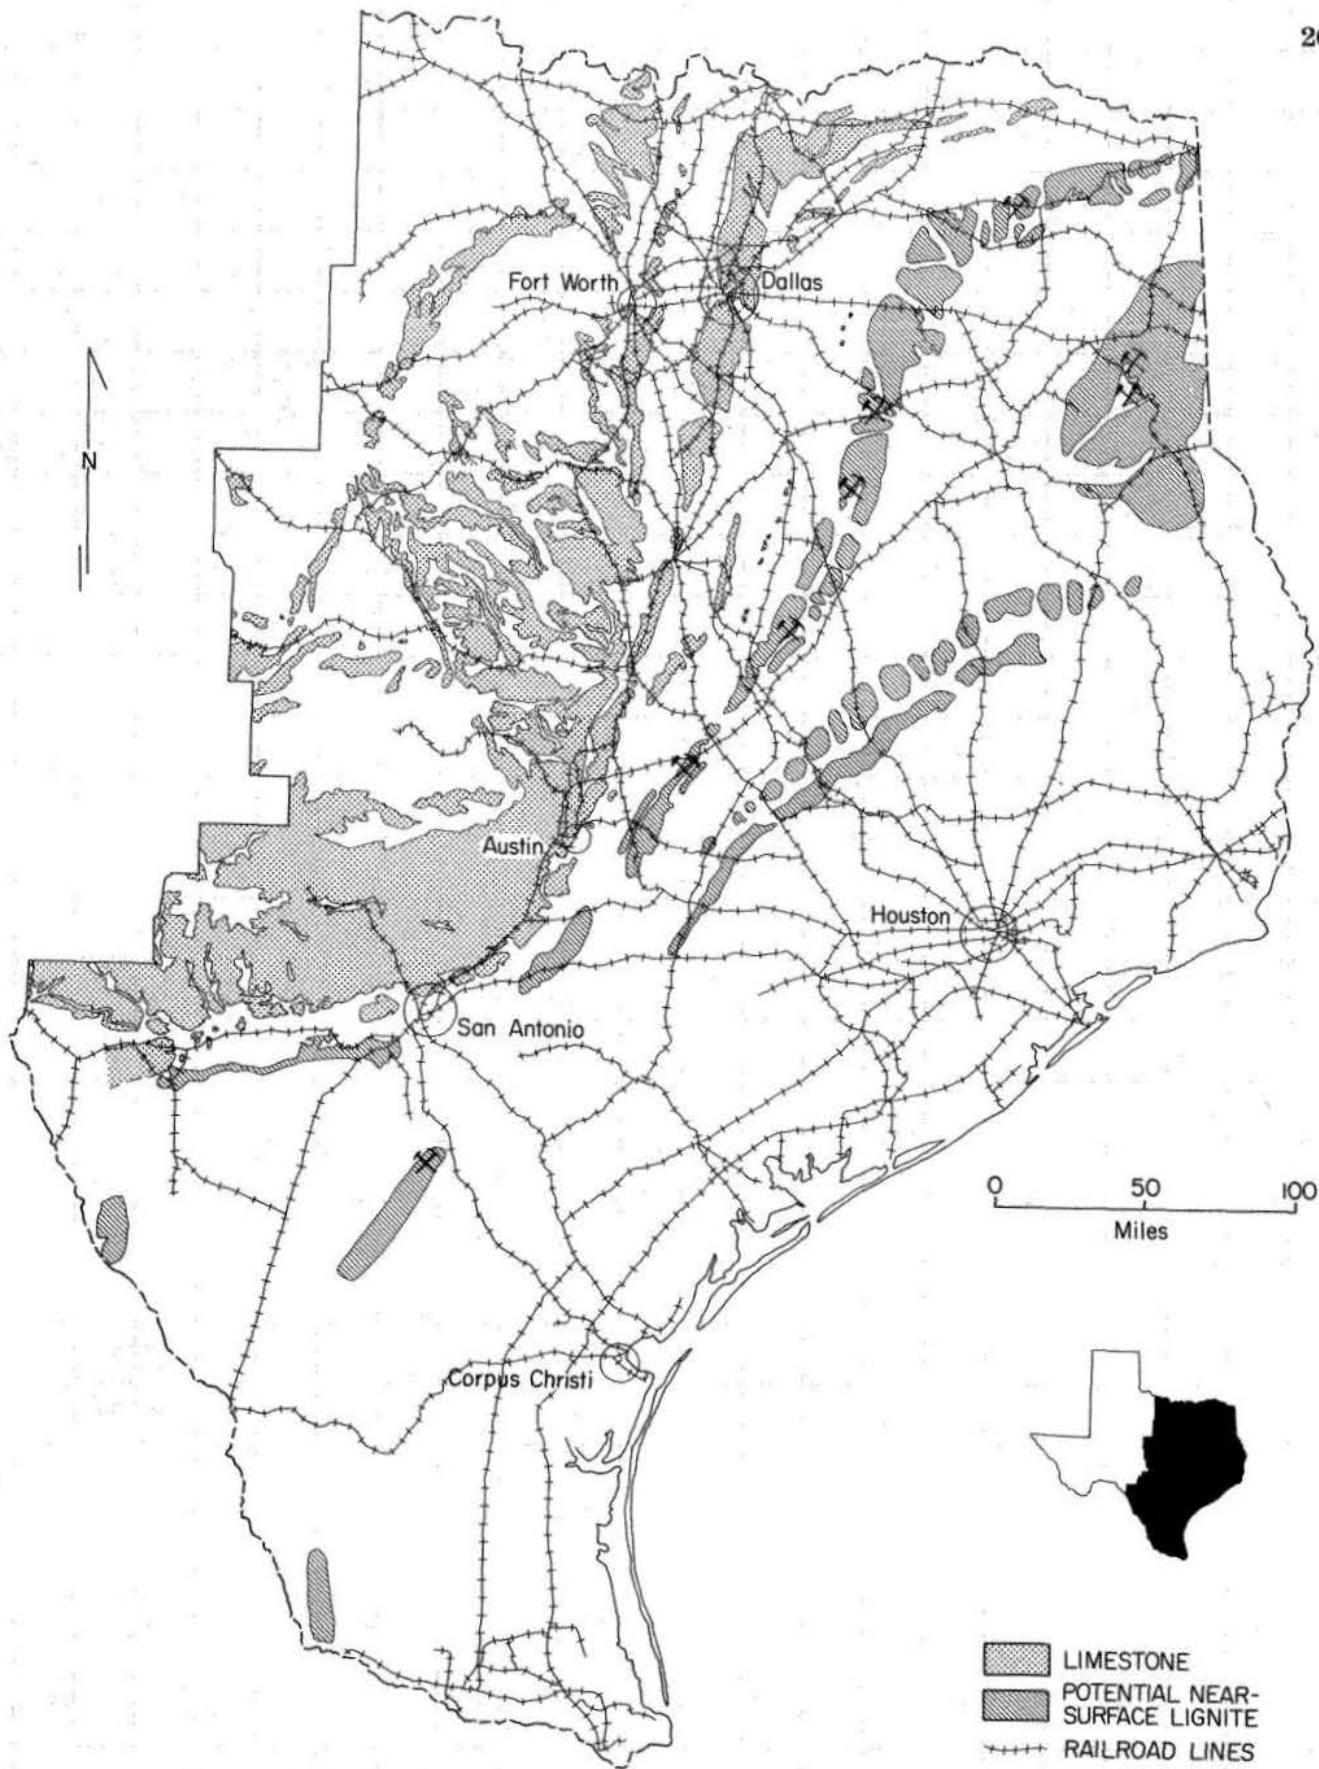 20
Fort Worth
Dallas
N
Austin
Houston
San Antonio
0 50 100
Miles
Corpus Christi
LIMESTONE
POTENTIAL NEAR-
SURFACE LIGNITE
RAILROAD LINES